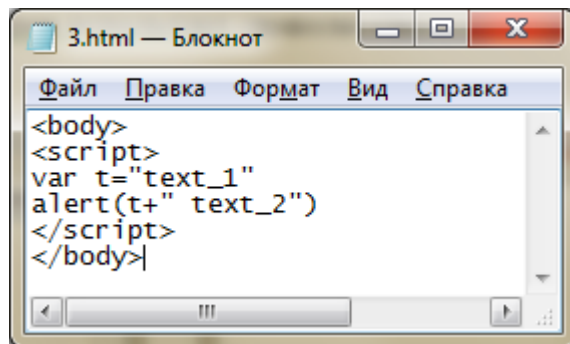 3.html — Блокнот
Файл Правка Формат Вид Справка
<body>
<script>
var t="text_1"
alert(t+" text_2")
</script>
</body>